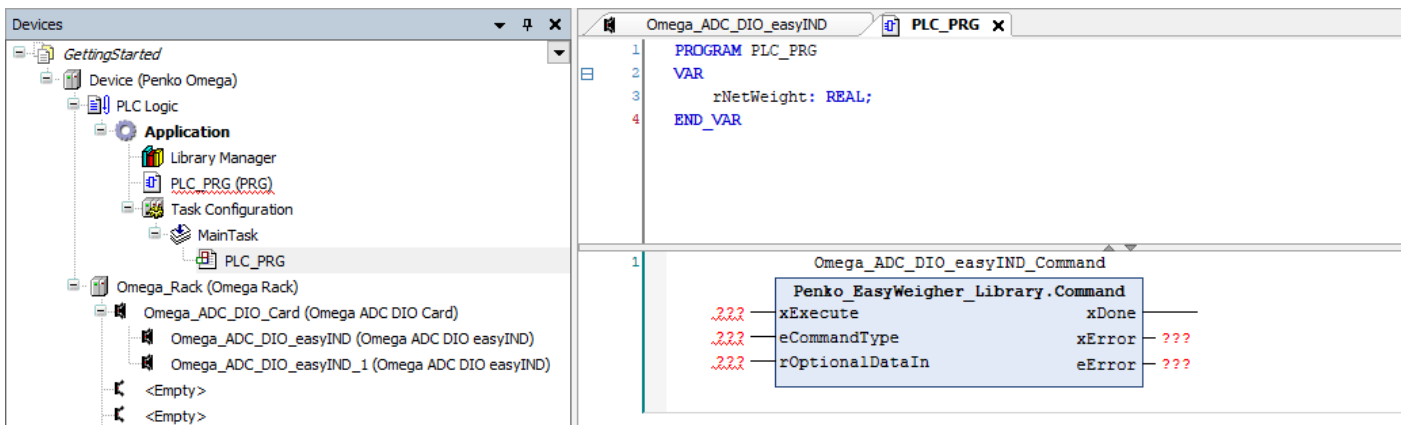 Devices
GettingStarted
Device (Penko Omega)
PLC Logic
Application
Library Manager
PLC_PRG (PRG)
Task Configuration
MainTask
PLC_PRG
Omega_Rack (Omega Rack)
Omega_ADC_DIO_Card (Omega ADC DIO Card)
Omega_ADC_DIO_easyIND (Omega ADC DIO easyIND)
Omega_ADC_DIO_easyIND_1 (Omega ADC DIO easyIND)
<Empty>
<Empty>
Omega_ADC_DIO_easyIND PLC_PRG
1 PROGRAM PLC_PRG
2 VAR
3 rNetWeight: REAL;
4 END_VAR
1 Omega_ADC_DIO_easyIND_Command
Penko_EasyWeigher_Library.Command
??? xExecute xDone
??? eCommandType xError ???
??? rOptionalDataIn eError ???